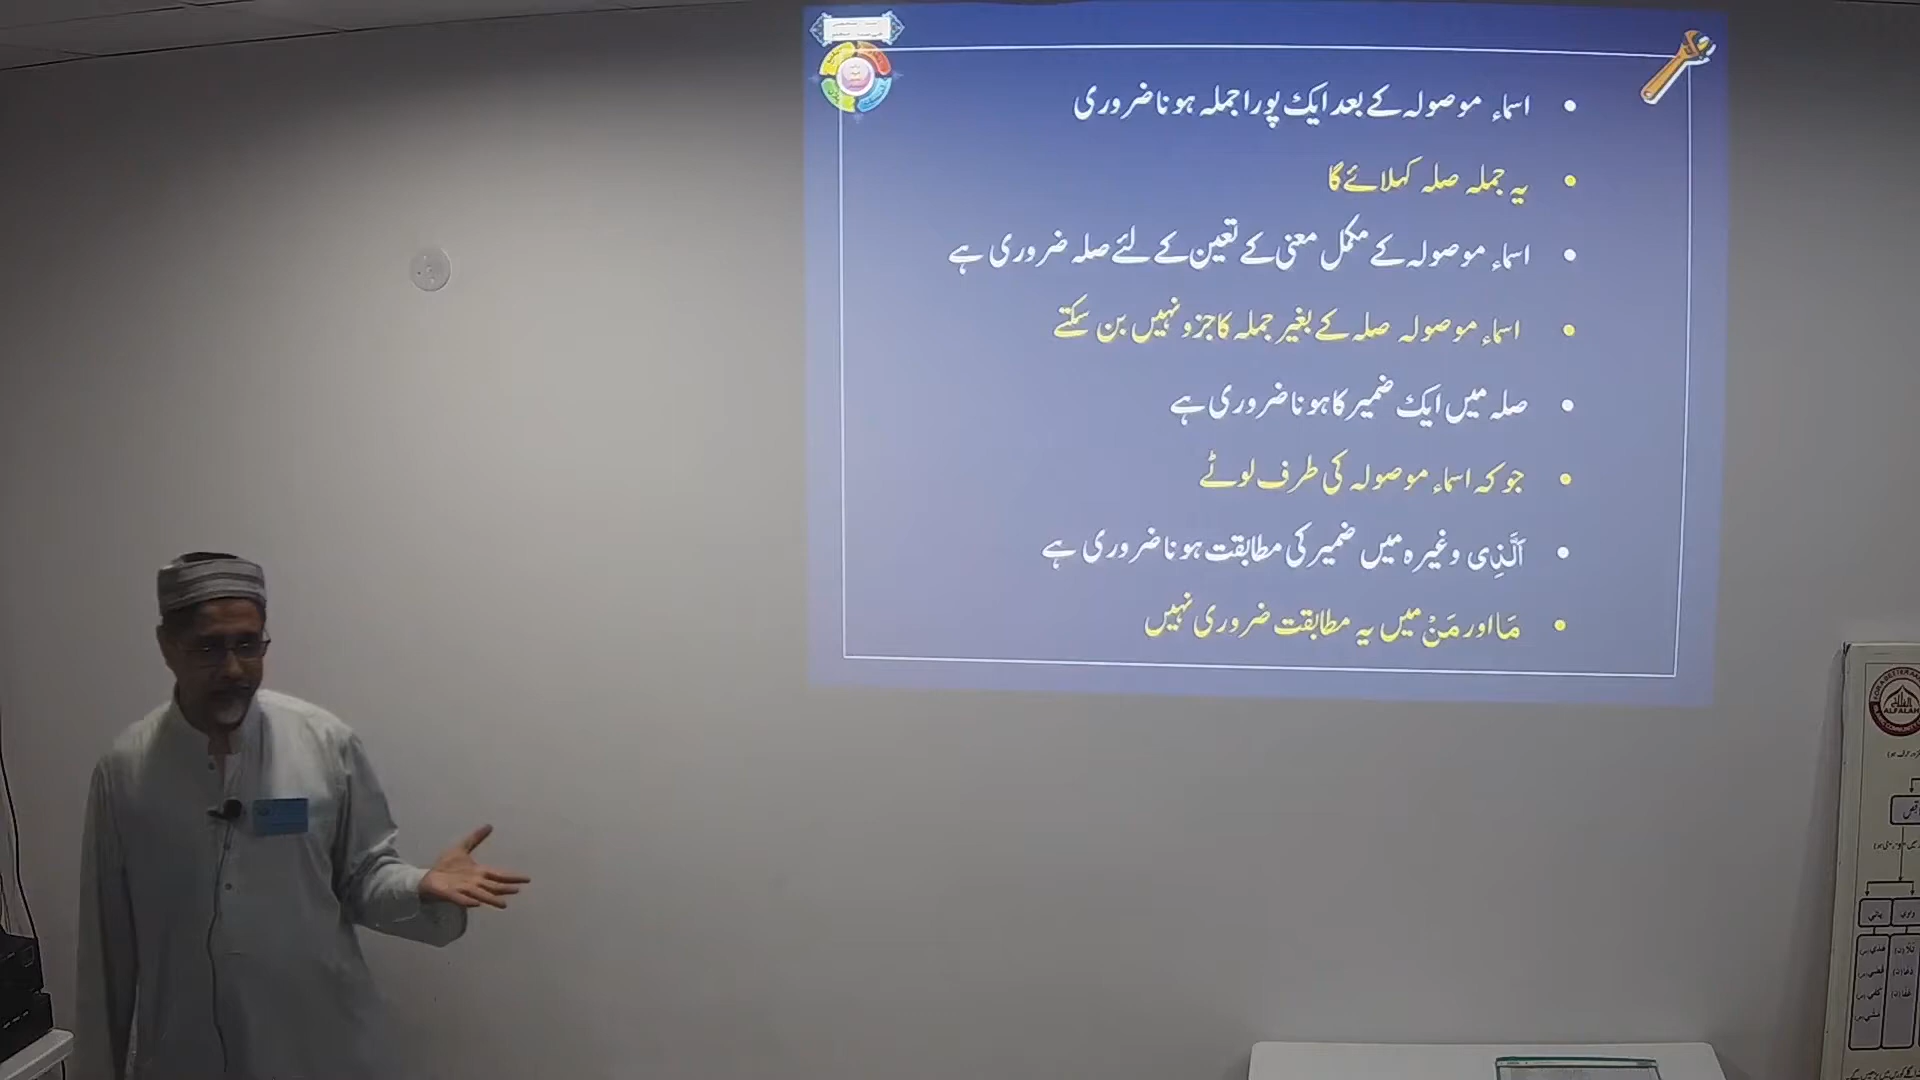 اسماء موصولہ کے بعد ایک پورا جملہ ہونا ضروری
یہ جملہ صلہ کہلائے گا
اسماء موصولہ کے مکمل معنی کے تعین کے لئے صلہ ضروری ہے
اسماء موصولہ صلہ کے بغیر جملہ کا جزو نہیں بن سکتے
صلہ میں ایک ضمیر کا ہونا ضروری ہے
جو کہ اسماء موصولہ کی طرف لوٹے
اَلَّذِی وغیرہ میں ضمیر کی مطابقت ہونا ضروری ہے
مَا اور مَنْ میں یہ مطابقت ضروری نہیں
ALFALAH